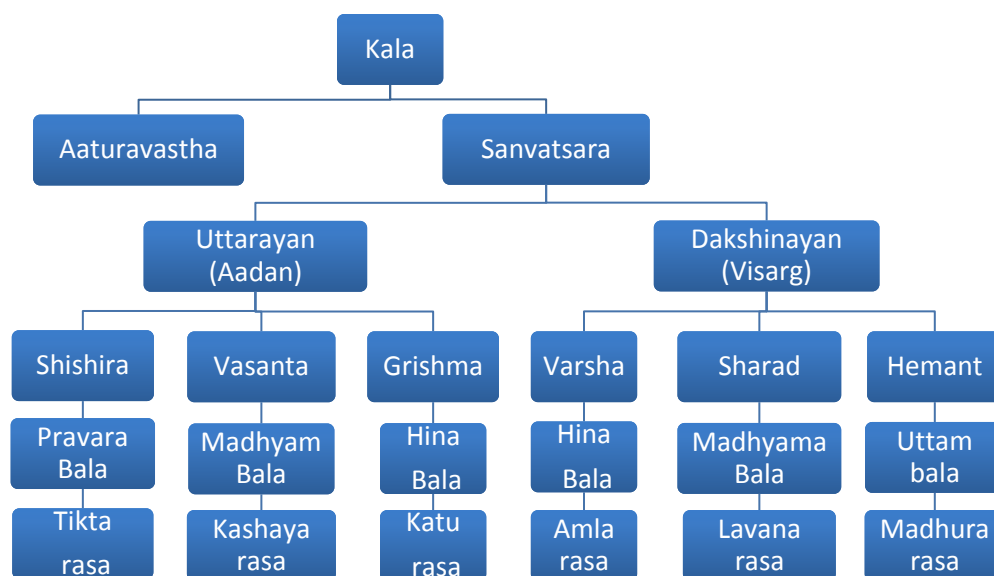 Kala
Aaturavastha
Sanvatsara
Uttarayan
(Aadan)
Dakshinayan
(Visarg)
Shishira
Vasanta
Grishma
Varsha
Sharad
Hemant
Pravara
Bala
Madhyam
Bala
Hina
Bala
Hina
Bala
Madhyama
Bala
Uttam
bala
Tikta
rasa
Kashaya
rasa
Katu
rasa
Amla
rasa
Lavana
rasa
Madhura
rasa